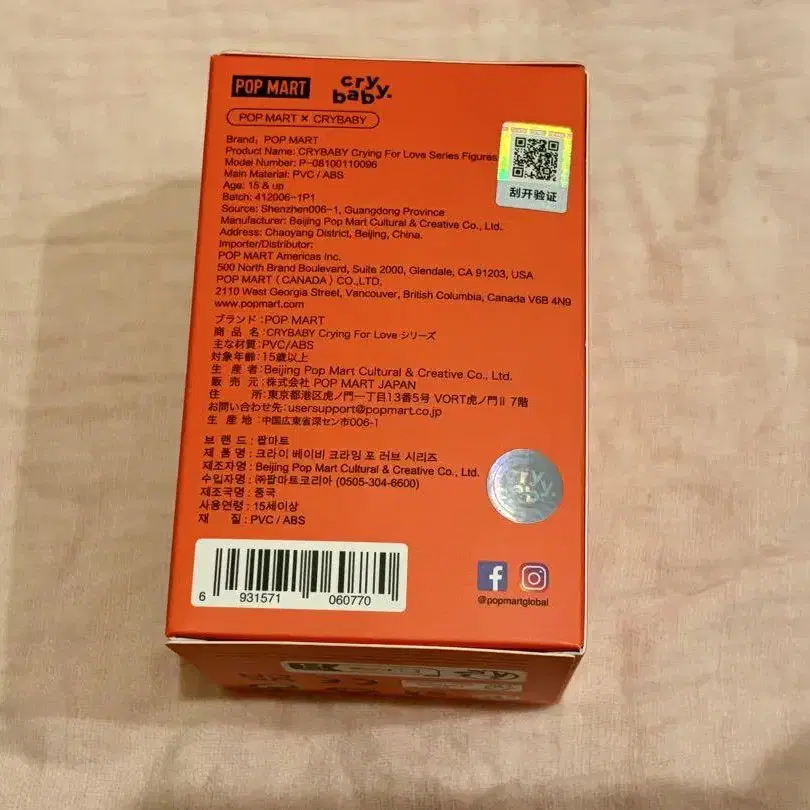 POP MART
cry baby.
POP MART × CRYBABY
Brand: POP MART
Product Name: CRYBABY Crying For Love Series Figures
Model Number: P-08100110096
Main Material: PVC / ABS
Age: 15 & up
Batch: 412006-1P1
Source: Shenzhen006-1, Guangdong Province
Manufacturer: Beijing Pop Mart Cultural & Creative Co., Ltd.
Address: Chaoyang District, Beijing, China.
Importer/Distributor:
POP MART Americas Inc.
500 North Brand Boulevard, Suite 2000, Glendale, CA 91203, USA
POP MART (CANADA) CO.,LTD.
2110 West Georgia Street, Vancouver, British Columbia, Canada V6B 4N9
www.popmart.com
刮开验证
ブランド:POP MART
商品名:CRYBABY Crying For Love シリーズ
主な材質:PVC/ABS
対象年齢:15歳以上
生産者:Beijing Pop Mart Cultural & Creative Co., Ltd.
販売元:株式会社 POP MART JAPAN
住所:東京都港区虎ノ門一丁目13番5号 VORT虎ノ門Ⅱ 7階
お問い合わせ先:usersupport@popmart.co.jp
生産地:中国広東省深セン市006-1
브랜드 : 팝마트
제품명 : 크라이 베이비 크라잉 포 러브 시리즈
제조자명 : Beijing Pop Mart Cultural & Creative Co., Ltd.
수입자명 : ㈜팝마트코리아 (0505-304-6600)
제조국명 : 중국
사용연령 : 15세이상
재질 : PVC / ABS
cry baby.
6 931571 060770
@popmartglobal